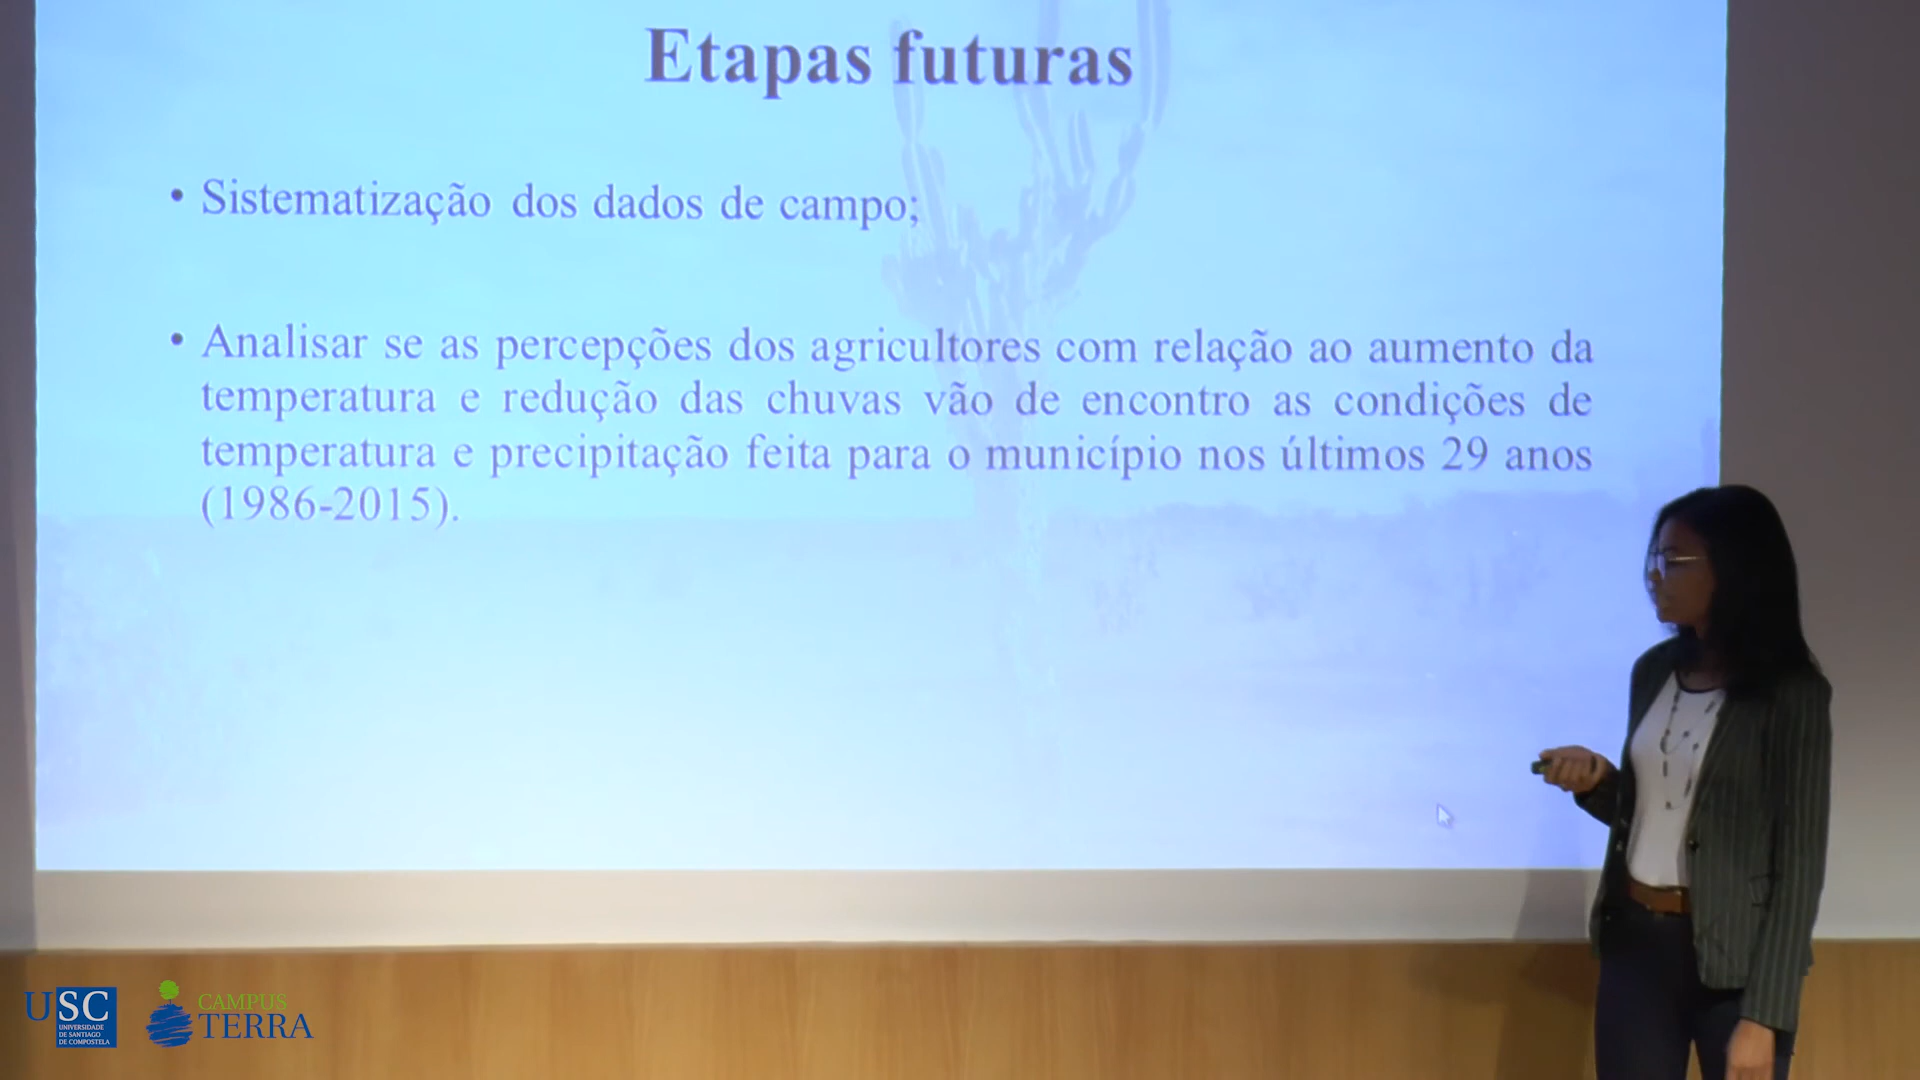 Etapas futuras
• Sistematização dos dados de campo;
• Analisar se as percepções dos agricultores com relação ao aumento da
temperatura e redução das chuvas vão de encontro as condições de
temperatura e precipitação feita para o município nos últimos 29 anos
(1986-2015).
USC
UNIVERSIDADE
DE SANTIAGO
DE COMPOSTELA
CAMPUS
TERRA